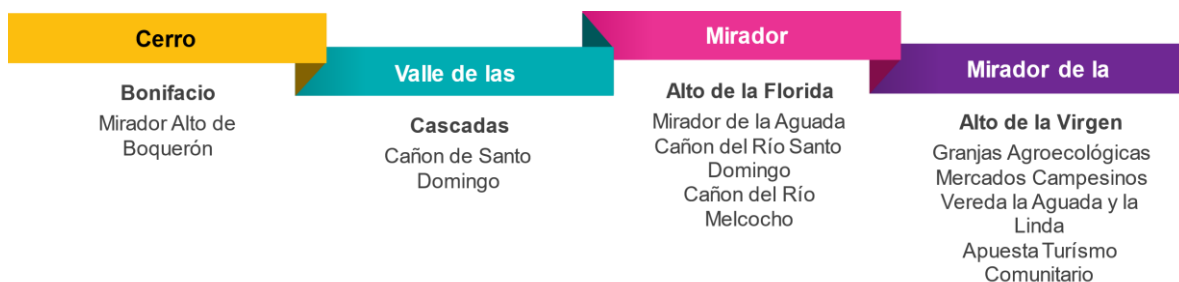 Cerro
Bonifacio
Mirador Alto de
Boquerón
Valle de las
Cascadas
Cañon de Santo
Domingo
Mirador
Alto de la Florida
Mirador de la Aguada
Cañon del Río Santo
Domingo
Cañon del Río
Melcocho
Mirador de la
Alto de la Virgen
Granjas Agroecológicas
Mercados Campesinos
Vereda la Aguada y la
Linda
Apuesta Turísmo
Comunitario